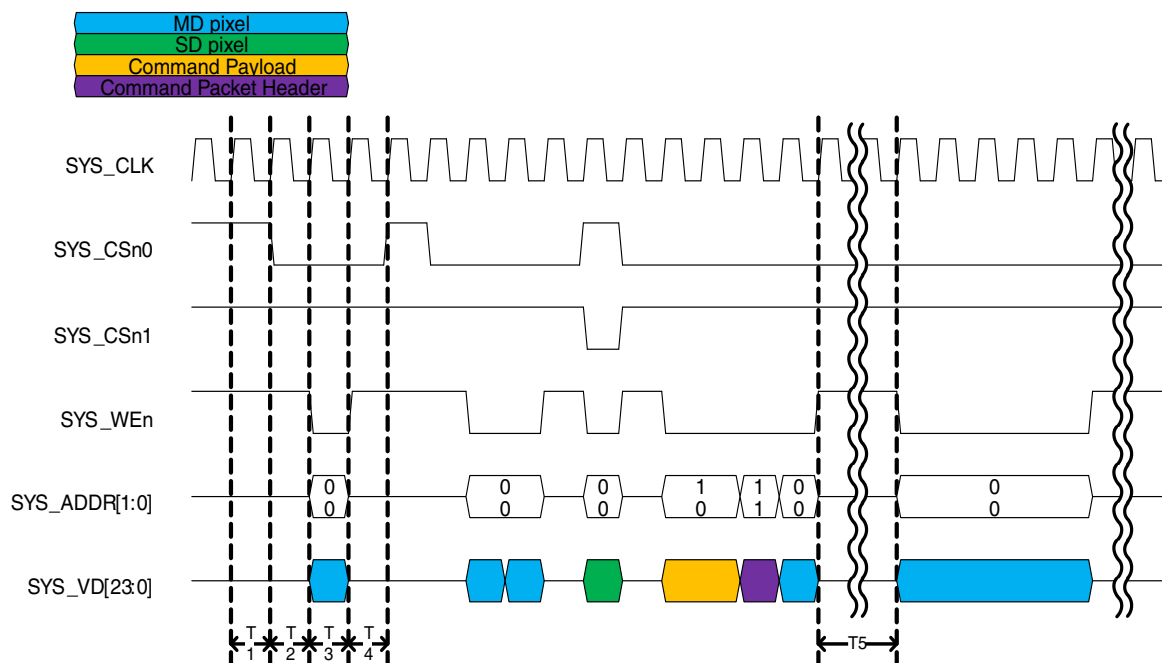 MD pixel
SD pixel
Command Payload
Command Packet Header
SYS_CLK
SYS_CSn0
SYS_CSn1
SYS_WEn
SYS_ADDR[1:0]
0 0 0 1 1 0 0
0 0 0 0 1 0 0
SYS_VD[23:0]
T T T T T5
1 2 3 4